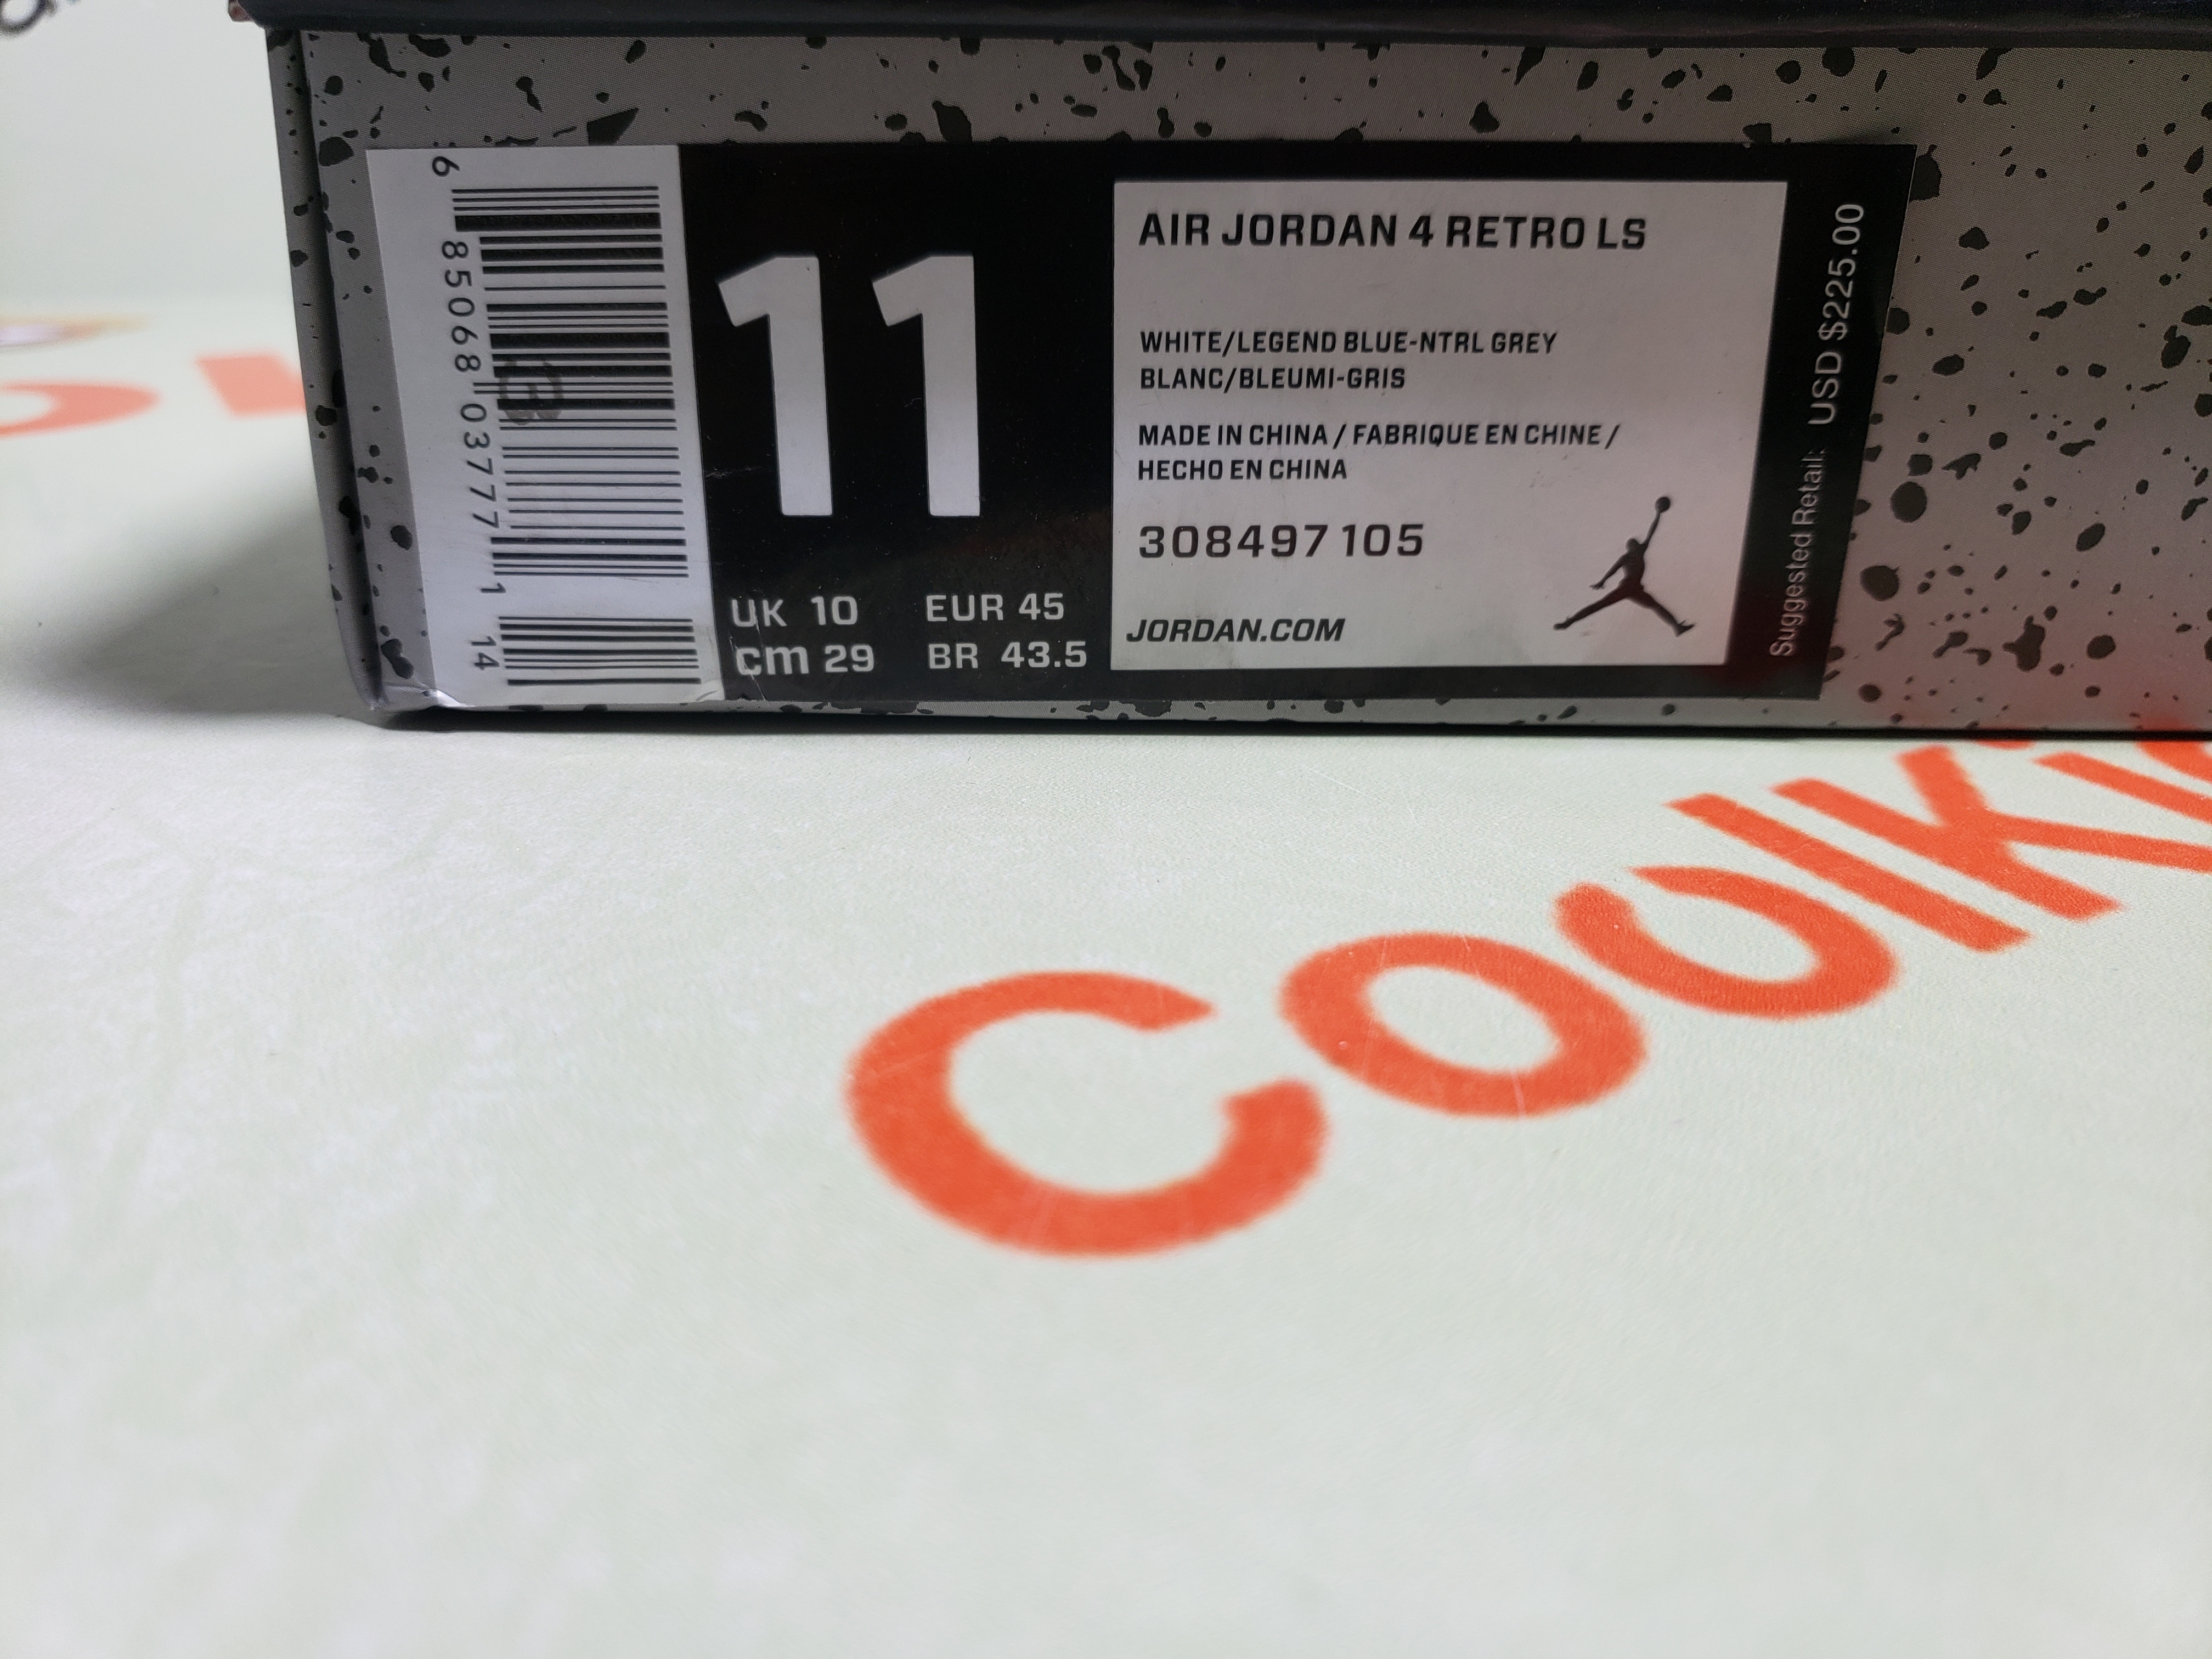 6 85068 03777 1 14
11
UK 10 EUR 45
cm 29 BR 43.5
AIR JORDAN 4 RETRO LS
WHITE/LEGEND BLUE-NTRL GREY
BLANC/BLEUMI-GRIS
MADE IN CHINA / FABRIQUE EN CHINE /
HECHO EN CHINA
308497 105
JORDAN.COM
Suggested Retail: USD $225.00